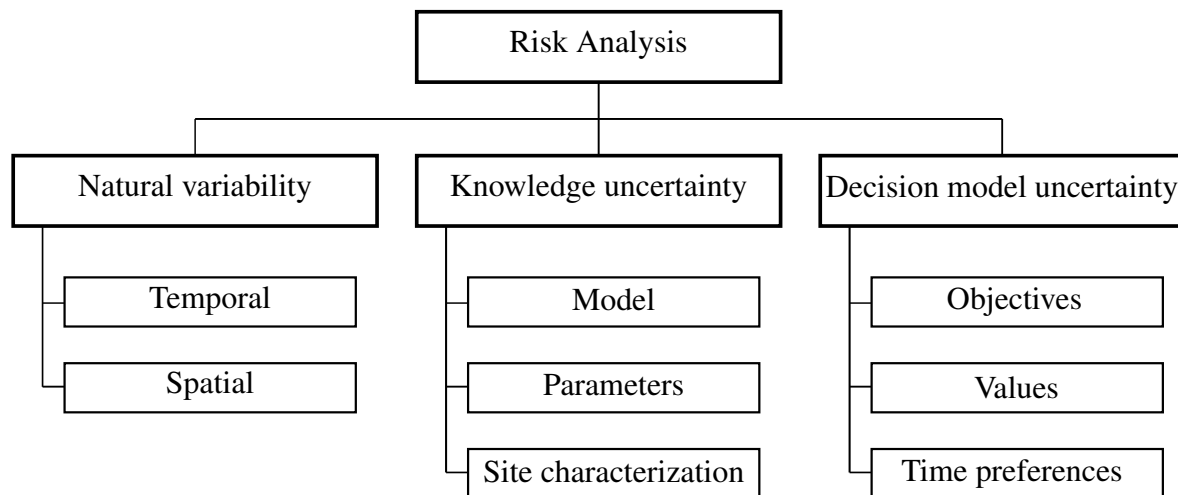 Risk Analysis
Natural variability
Knowledge uncertainty
Decision model uncertainty
Temporal
Model
Objectives
Spatial
Parameters
Values
Site characterization
Time preferences